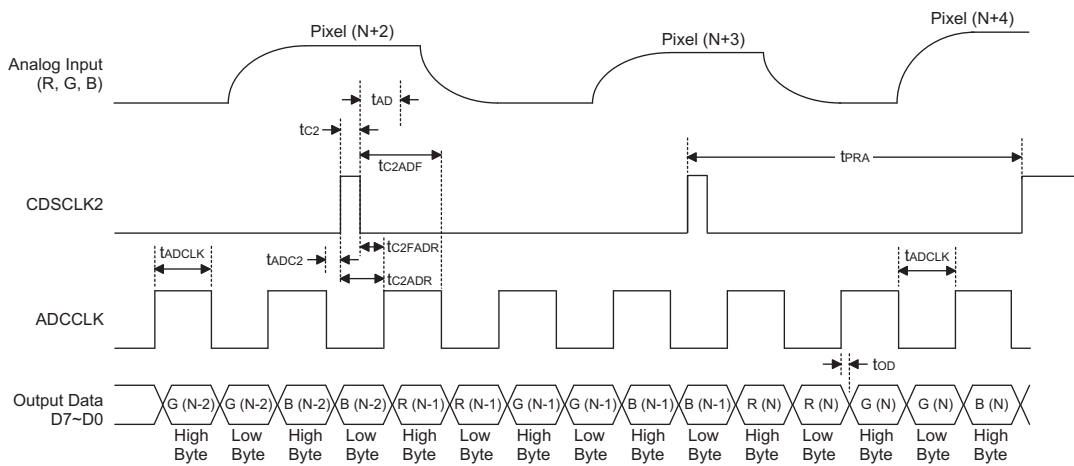 Pixel (N+2)
Pixel (N+3)
Pixel (N+4)
Analog Input
(R, G, B)
tAD
tC2
tC2ADF
tPRA
CDSCLK2
tADCLK
tADC2
tC2FADR
tC2ADR
tADCLK
ADCCLK
tOD
Output Data
D7~D0
G (N-2) G (N-2) B (N-2) B (N-2) R (N-1) R (N-1) G (N-1) G (N-1) B (N-1) B (N-1) R (N) R (N) G (N) G (N) B (N)
High Low High Low High Low High Low High Low High Low High Low High
Byte Byte Byte Byte Byte Byte Byte Byte Byte Byte Byte Byte Byte Byte Byte